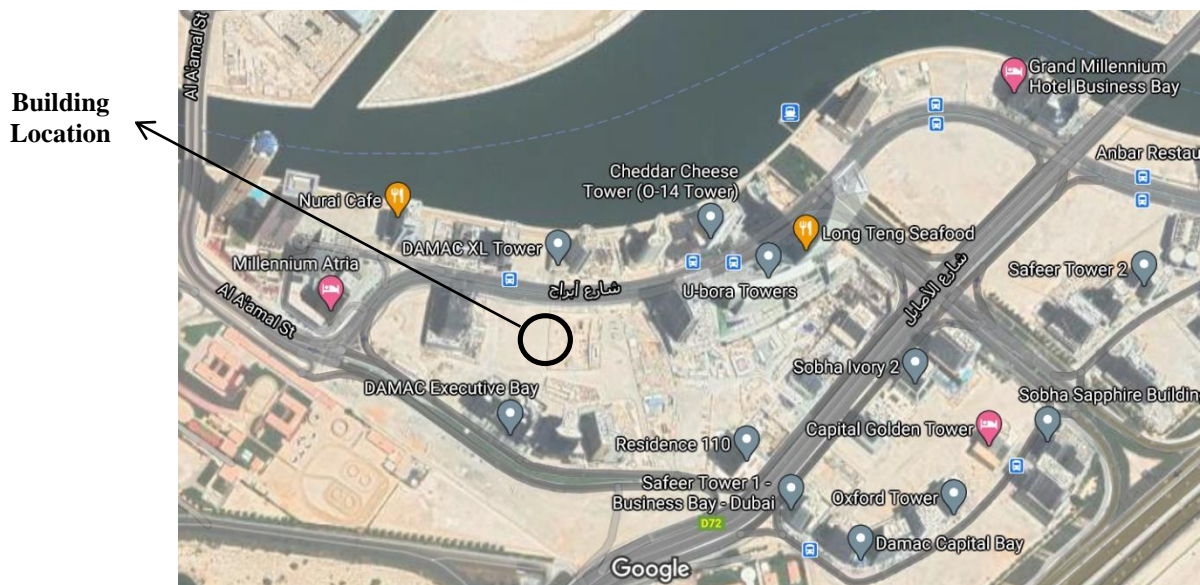 Building
Location
Al A'amal St
Grand Millennium
Hotel Business Bay
Anbar Restau
Cheddar Cheese
Tower (O-14 Tower)
Nurai Cafe
DAMAC XL Tower
Long Teng Seafood
Millennium Atria
شارع أبراج
U-bora Towers
شارع الأصايل
Safeer Tower 2
Al A'amal St
DAMAC Executive Bay
Sobha Ivory 2
Sobha Sapphire Building
Residence 110
Capital Golden Tower
Safeer Tower 1 -
Business Bay - Dubai
Oxford Tower
D72
Damac Capital Bay
Google